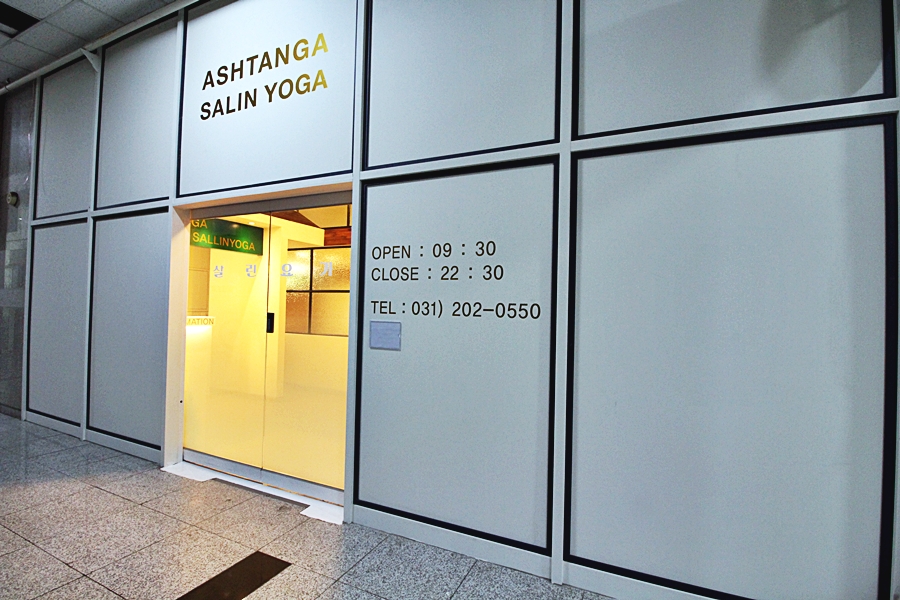 ASHTANGA
SALIN YOGA
GA
SALLINYOGA
살 린 요 가
MATION
OPEN : 09 : 30
CLOSE : 22 : 30
TEL : 031) 202-0550